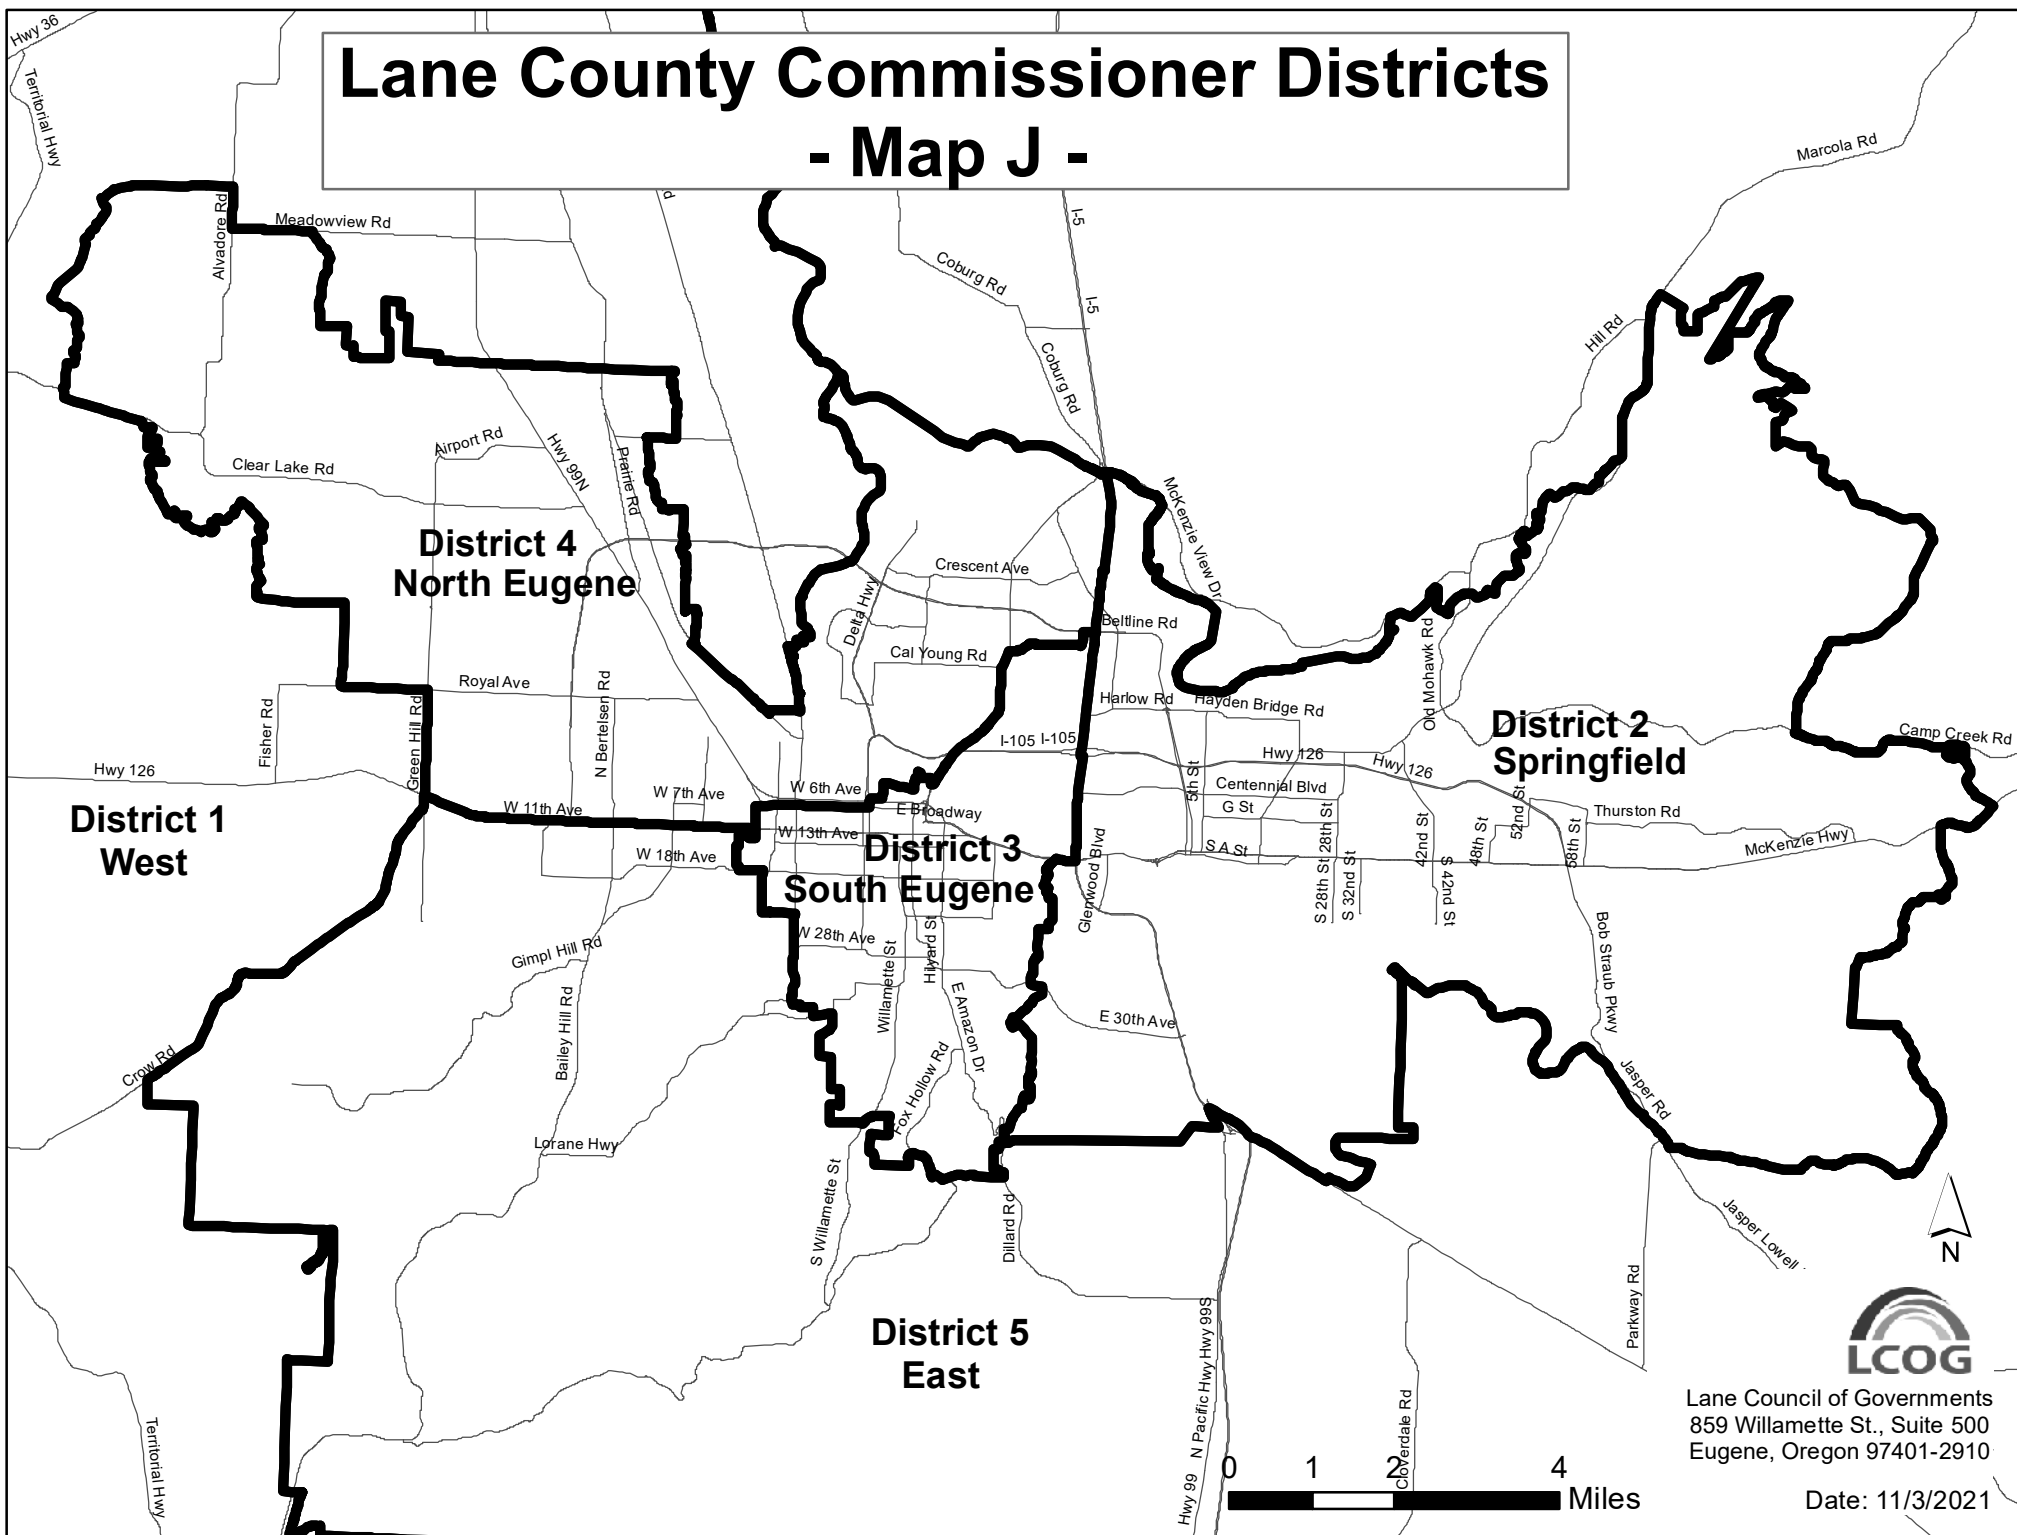 Lane County Commissioner Districts
- Map J -
Hwy 36
Territorial Hwy
Marcola Rd
Alvadore Rd
Meadowview Rd
d
I-5
Coburg Rd
I-5
Hill Rd
Coburg Rd
Clear Lake Rd
Airport Rd
Hwy 99N
Prairie Rd
McKenzie View Dr
District 4
North Eugene
Crescent Ave
Delta Hwy
Beltline Rd
Cal Young Rd
Old Mohawk Rd
Royal Ave
Fisher Rd
Green Hill Rd
N Bertelsen Rd
Harlow Rd
Hayden Bridge Rd
District 2
Springfield
I-105
I-105
Hwy 126
Hwy 126
Camp Creek Rd
Hwy 126
W 11th Ave
W 7th Ave
W 6th Ave
E Broadway
5th St
Centennial Blvd
G St
28th St
52nd St
Thurston Rd
District 1
West
W 13th Ave
W 18th Ave
District 3
South Eugene
Glenwood Blvd
S A St
42nd St
48th St
58th St
McKenzie Hwy
S 28th St
S 32nd St
S 42nd St
W 28th Ave
Gimpl Hill Rd
Willamette St
Hilyard St
Bob Straub Pkwy
Bailey Hill Rd
E Amazon Dr
E 30th Ave
Crow Rd
Fox Hollow Rd
Jasper Rd
Lorane Hwy
S Willamette St
Dillard Rd
Jasper Lowell
N
Parkway Rd
District 5
East
N Pacific Hwy
Hwy 99S
LCOG
Lane Council of Governments
859 Willamette St., Suite 500
Eugene, Oregon 97401-2910
Territorial Hwy
Hwy 99
Cloverdale Rd
0 1 2 4
Miles
Date: 11/3/2021